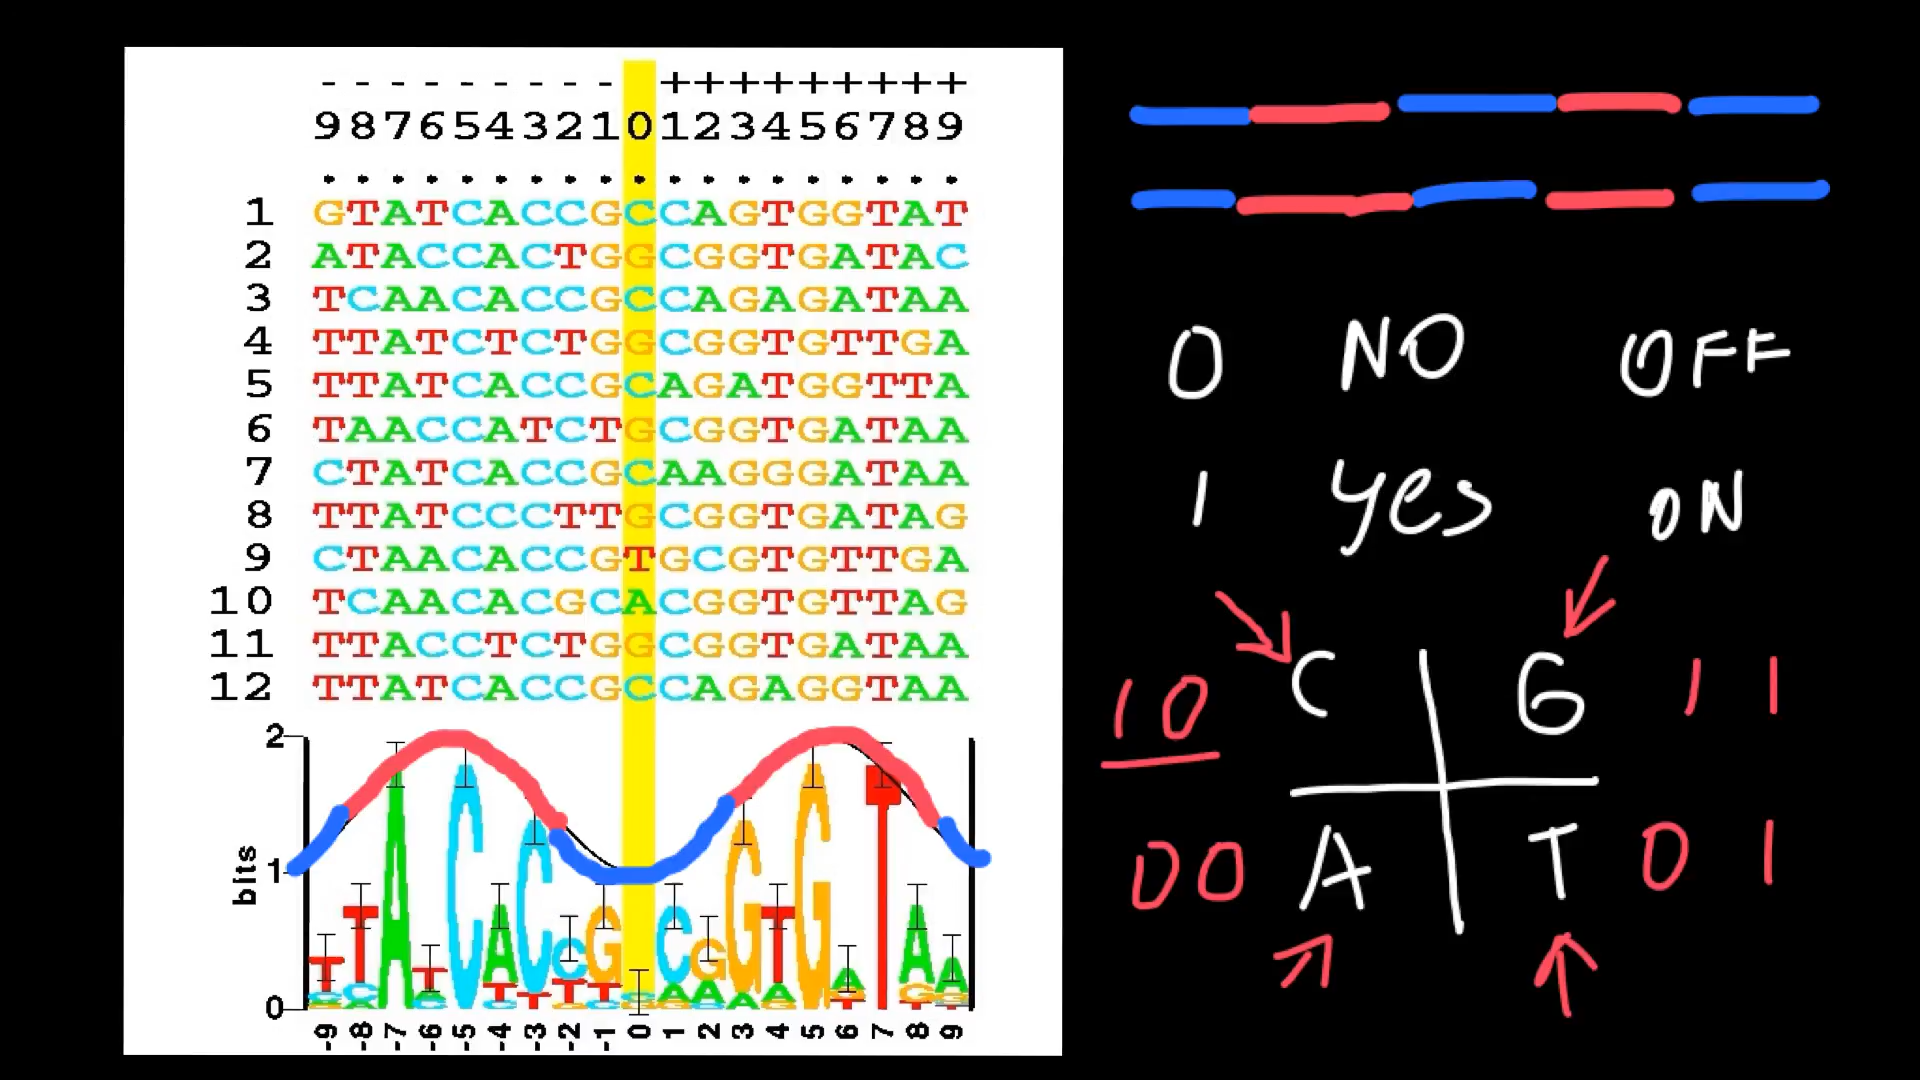 - - - - - - - - - + + + + + + + + +
9 8 7 6 5 4 3 2 1 0 1 2 3 4 5 6 7 8 9
. . . . . . . . . . . . . . . . . . .
1 GTATCACCGCCAGTGGTAT
2 ATACCACTGGCGGTGATAC
3 TCAACACCGCCAGAGATAA
4 TTATCTCTGGCGGTGTTGA
5 TTATCACCGCAGATGGTTA
6 TAACCATCTGCGGTGATAA
7 CTATCACCGCAAGGGATAA
8 TTATCCCTTGCGGTGATAG
9 CTAACACCGTGCGTGTTGA
10 TCAACACGCACGGTGTTAG
11 TTACCTCTGGCGGTGATAA
12 TTATCACCGCCAGAGGTAA
2
1
0
bits
-9 -8 -7 -6 -5 -4 -3 -2 -1 0 1 2 3 4 5 6 7 8 9
0 NO OFF
1 Yes ON
10 C G 11
00 A T 01